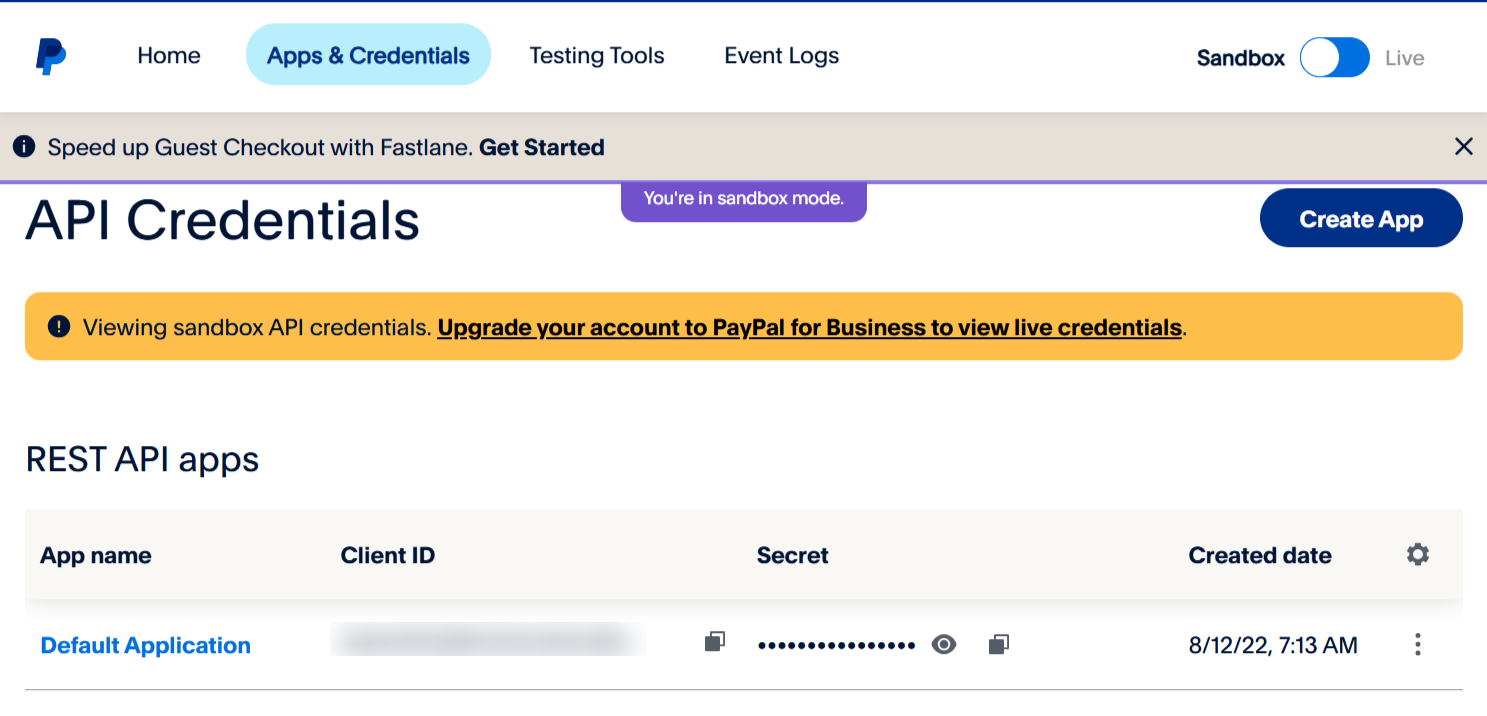 Home Apps & Credentials Testing Tools Event Logs Sandbox Live
Speed up Guest Checkout with Fastlane. Get Started
You're in sandbox mode.
API Credentials Create App
Viewing sandbox API credentials. Upgrade your account to PayPal for Business to view live credentials.
REST API apps
App name Client ID Secret Created date
Default Application •••••••••••••••• 8/12/22, 7:13 AM